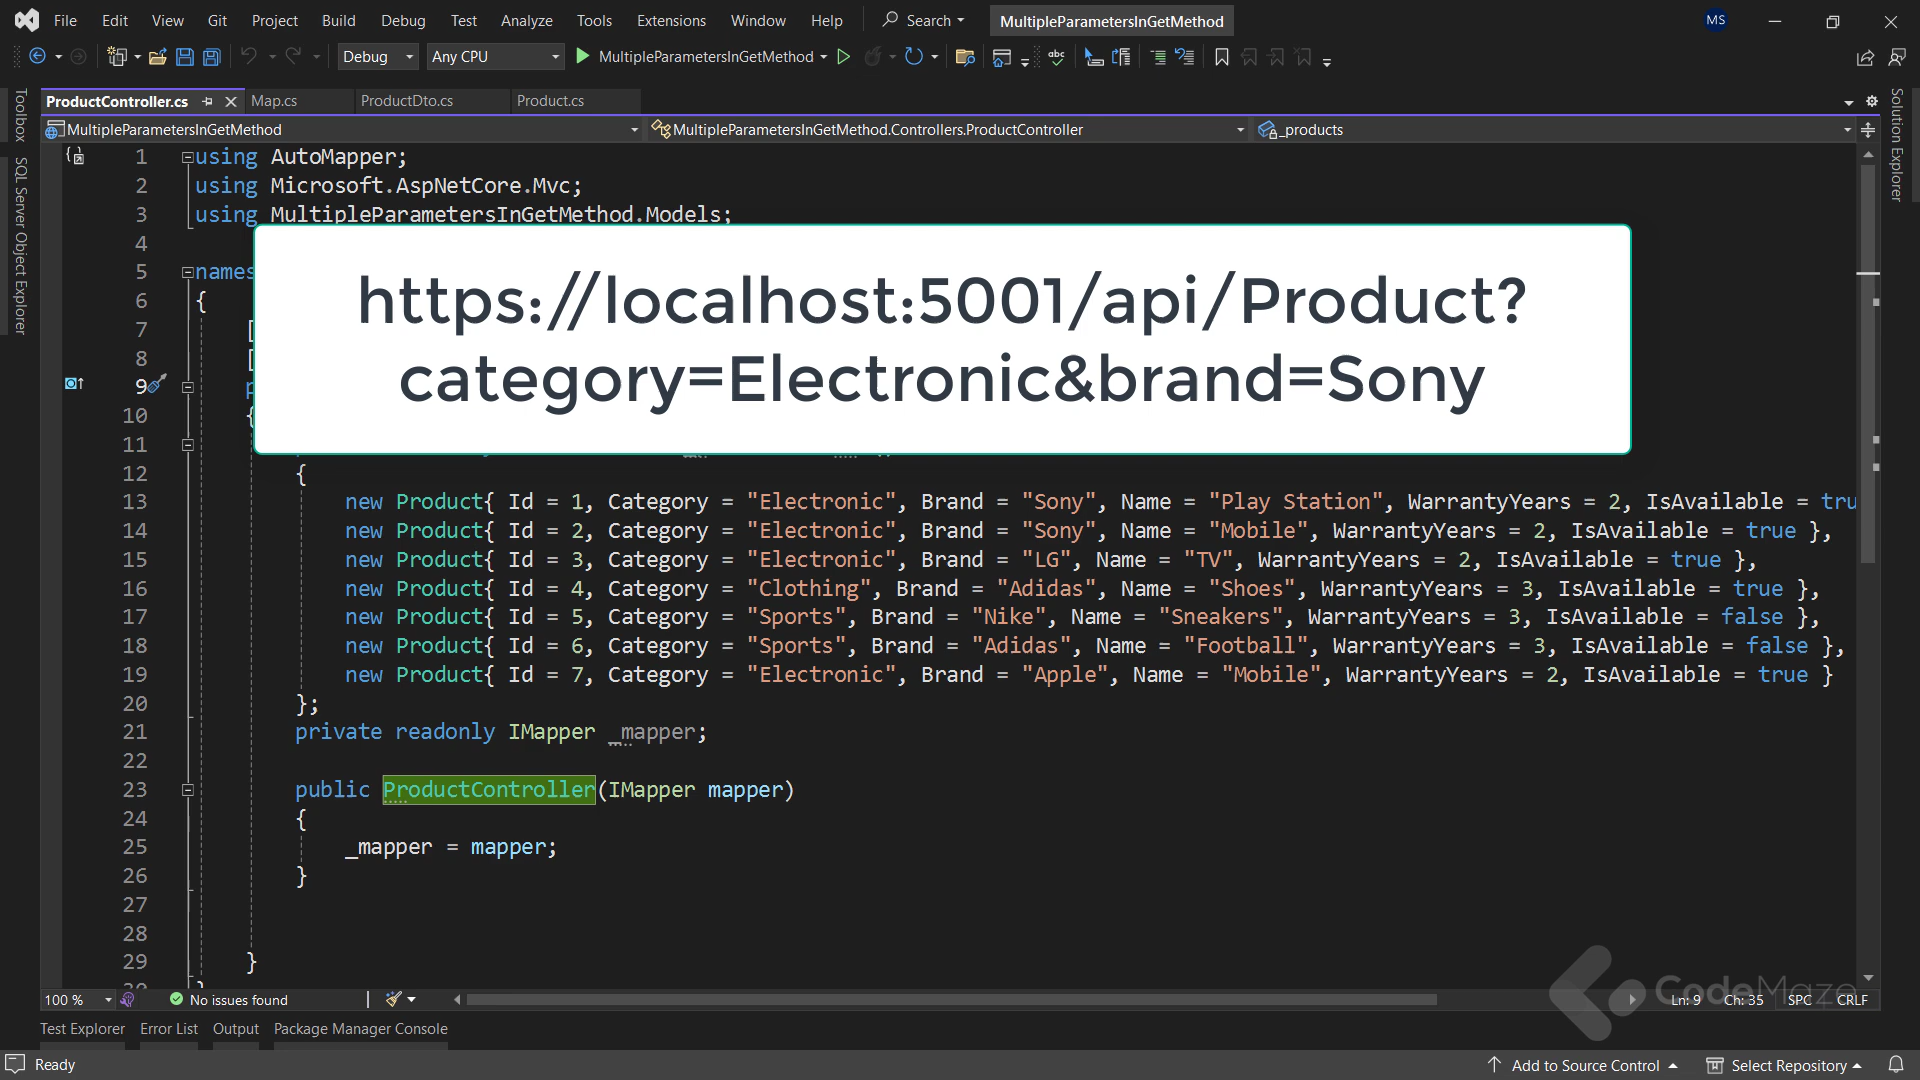 File Edit View Git Project Build Debug Test Analyze Tools Extensions Window Help Search MultipleParametersInGetMethod MS
Debug Any CPU MultipleParametersInGetMethod
ProductController.cs Map.cs ProductDto.cs Product.cs
MultipleParametersInGetMethod MultipleParametersInGetMethod.Controllers.ProductController _products
Toolbox
SQL Server Object Explorer
Solution Explorer
1 using AutoMapper;
2 using Microsoft.AspNetCore.Mvc;
3 using MultipleParametersInGetMethod.Models;
4
5 names
6 {
7 [
8 [
9 p
10 {
11
https://localhost:5001/api/Product?
category=Electronic&brand=Sony
12 {
13 new Product{ Id = 1, Category = "Electronic", Brand = "Sony", Name = "Play Station", WarrantyYears = 2, IsAvailable = tru
14 new Product{ Id = 2, Category = "Electronic", Brand = "Sony", Name = "Mobile", WarrantyYears = 2, IsAvailable = true },
15 new Product{ Id = 3, Category = "Electronic", Brand = "LG", Name = "TV", WarrantyYears = 2, IsAvailable = true },
16 new Product{ Id = 4, Category = "Clothing", Brand = "Adidas", Name = "Shoes", WarrantyYears = 3, IsAvailable = true },
17 new Product{ Id = 5, Category = "Sports", Brand = "Nike", Name = "Sneakers", WarrantyYears = 3, IsAvailable = false },
18 new Product{ Id = 6, Category = "Sports", Brand = "Adidas", Name = "Football", WarrantyYears = 3, IsAvailable = false },
19 new Product{ Id = 7, Category = "Electronic", Brand = "Apple", Name = "Mobile", WarrantyYears = 2, IsAvailable = true }
20 };
21 private readonly IMapper _mapper;
22
23 public ProductController(IMapper mapper)
24 {
25 _mapper = mapper;
26 }
27
28
29 }
100 % No issues found Ln: 9 Ch: 35 SPC CRLF
CodeMaze
Test Explorer Error List Output Package Manager Console
Ready Add to Source Control Select Repository